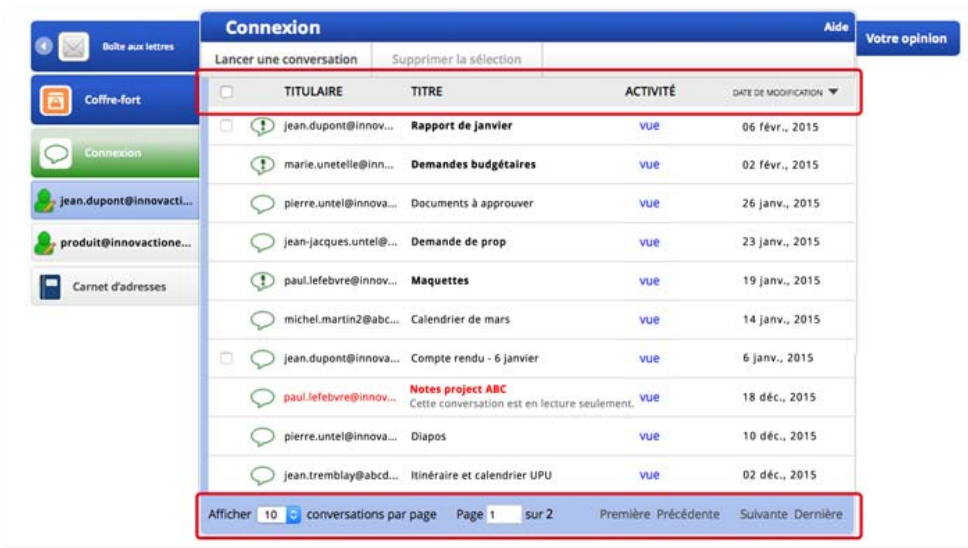 Connexion
Aide
Votre opinion
Boîte aux lettres
Lancer une conversation
Supprimer la sélection
Coffre-fort
TITULAIRE
TITRE
ACTIVITÉ
DATE DE MODIFICATION
jean.dupont@innov... Rapport de janvier vue 06 févr., 2015
Connexion
marie.unetelle@inn... Demandes budgétaires vue 02 févr., 2015
jean.dupont@innovacti...
pierre.untel@innova... Documents à approuver vue 26 janv., 2015
produit@innovactione...
jean-jacques.untel@... Demande de prop vue 23 janv., 2015
Carnet d'adresses
paul.lefebvre@innov... Maquettes vue 19 janv., 2015
michel.martin2@abc... Calendrier de mars vue 14 janv., 2015
jean.dupont@innova... Compte rendu - 6 janvier vue 6 janv., 2015
paul.lefebvre@innov... Notes project ABC vue 18 déc., 2015
Cette conversation est en lecture seulement.
pierre.untel@innova... Diapos vue 10 déc., 2015
jean.tremblay@abcd... Itinéraire et calendrier UPU vue 02 déc., 2015
Afficher 10 conversations par page Page 1 sur 2 Première Précédente Suivante Dernière